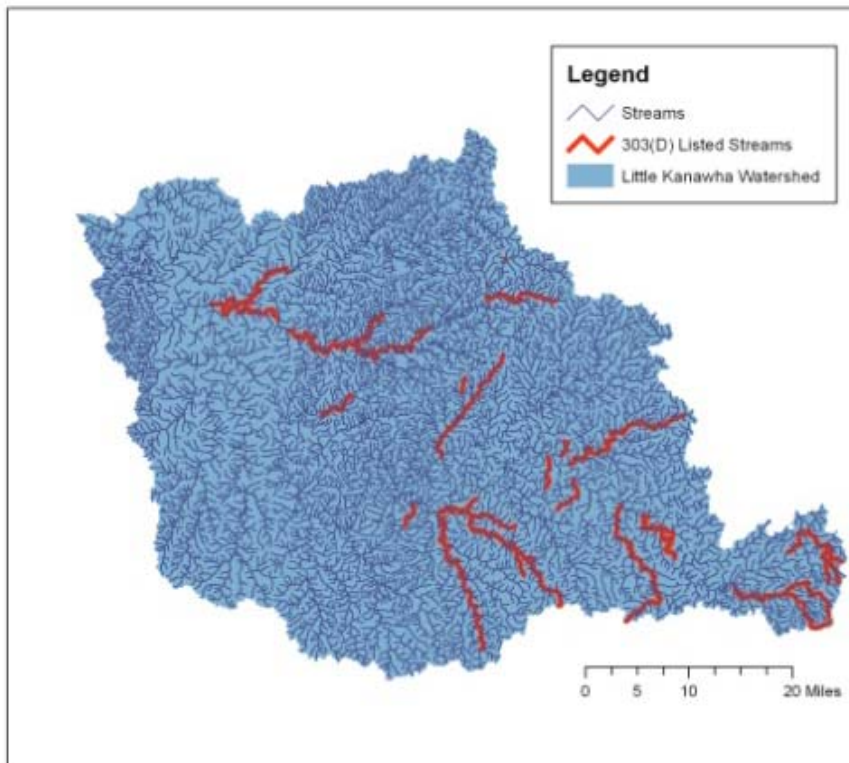 Legend
Streams
303(D) Listed Streams
Little Kanawha Watershed
0 5 10 20 Miles